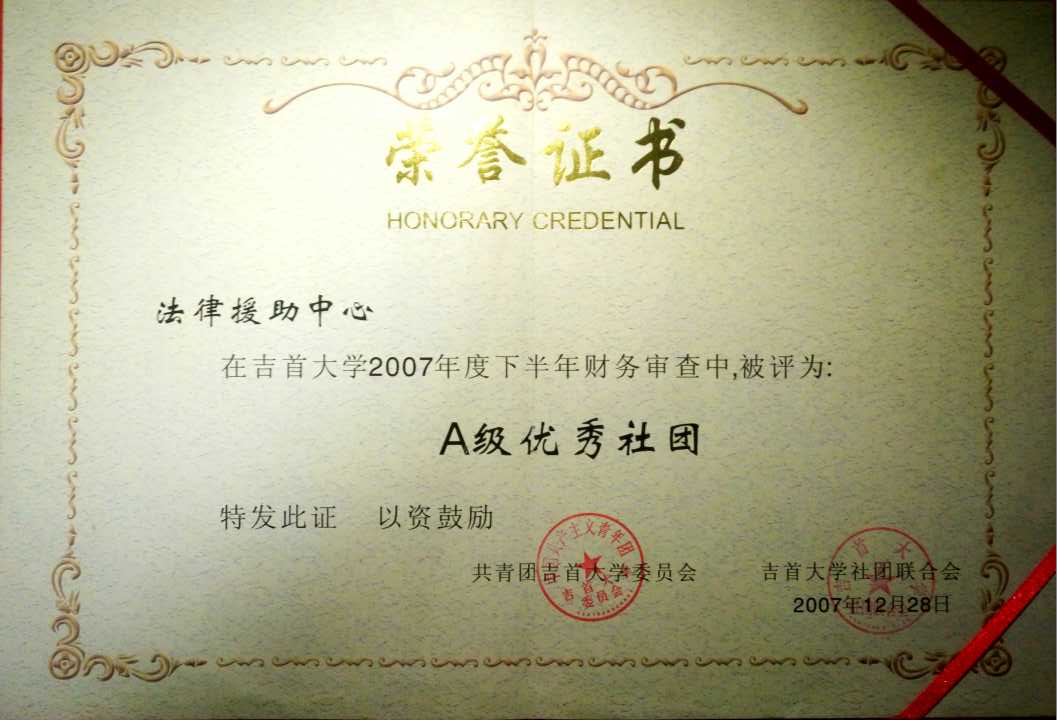 荣誉证书
HONORARY CREDENTIAL
法律援助中心
在吉首大学2007年度下半年财务审查中,被评为:
A级优秀社团
特发此证 以资鼓励
共青团吉首大学委员会 吉首大学社团联合会
2007年12月28日